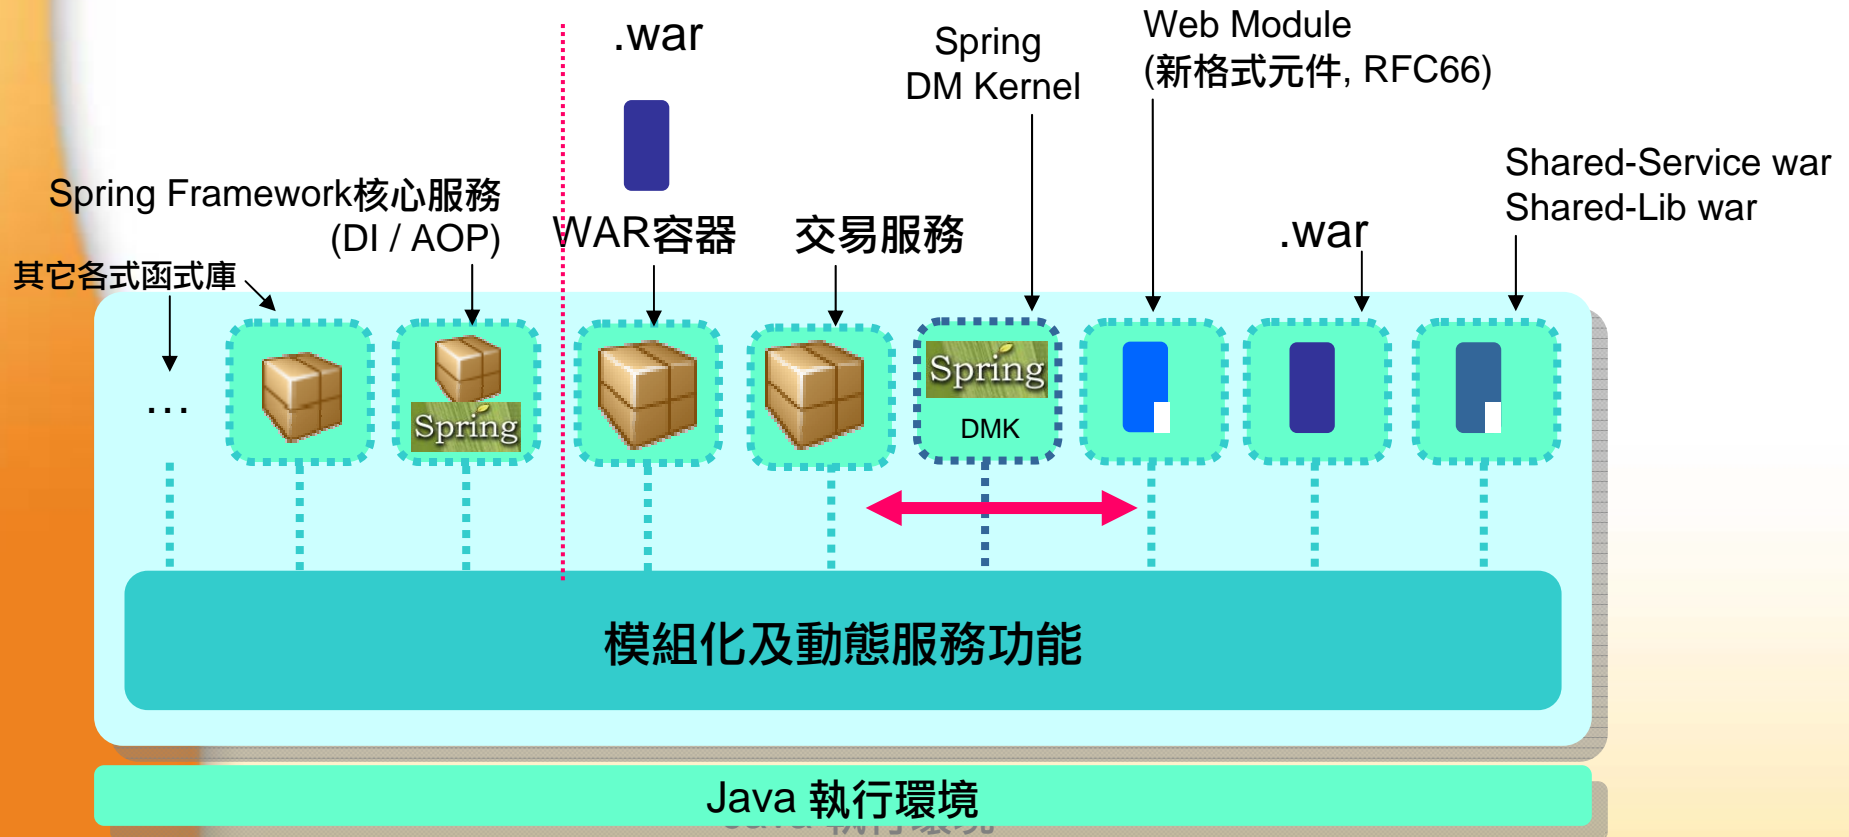 .war
Spring
DM Kernel
Web Module
(新格式元件, RFC66)
Shared-Service war
Shared-Lib war
Spring Framework核心服務
(DI / AOP)
其它各式函式庫
WAR容器
交易服務
.war
...
Spring
Spring
DMK
模組化及動態服務功能
Java 執行環境